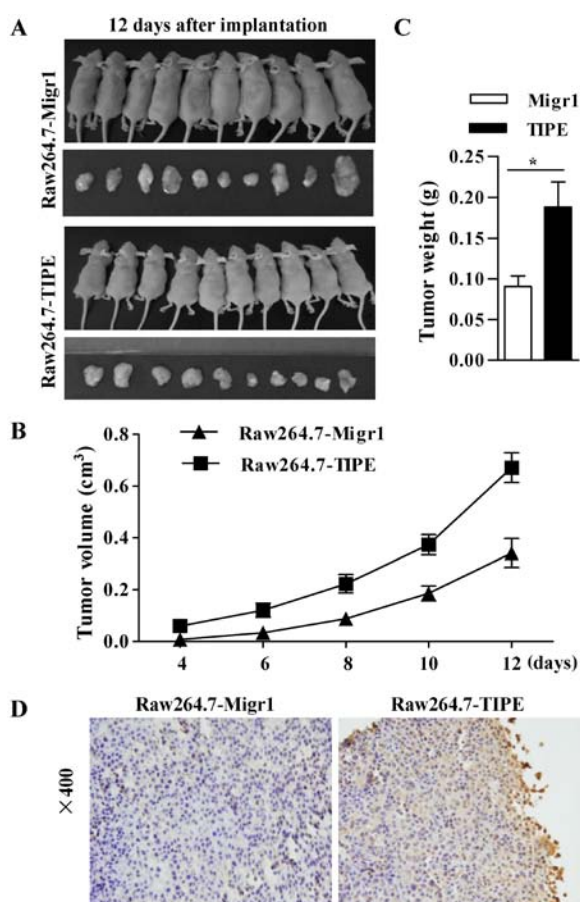 A
12 days after implantation
Raw264.7-Migr1
Raw264.7-TIPE
C
Migr1
TIPE
*
Tumor weight (g)
0.25
0.20
0.15
0.10
0.05
0.00
B
Raw264.7-Migr1
Raw264.7-TIPE
Tumor volume (cm³)
0.8
0.6
0.4
0.2
0.0
4 6 8 10 12 (days)
D
Raw264.7-Migr1 Raw264.7-TIPE
×400